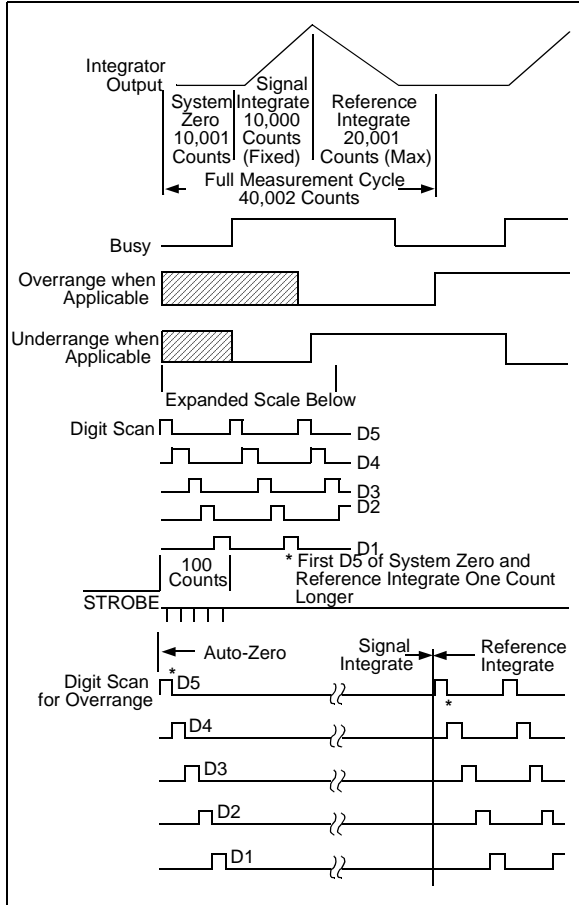 Integrator
Output
System
Zero
10,001
Counts
Signal
Integrate
10,000
Counts
(Fixed)
Reference
Integrate
20,001
Counts (Max)
Full Measurement Cycle
40,002 Counts
Busy
Overrange when
Applicable
Underrange when
Applicable
Expanded Scale Below
Digit Scan
D5
D4
D3
D2
D1
100
Counts
* First D5 of System Zero and
Reference Integrate One Count
Longer
STROBE
Auto-Zero
Signal
Integrate
Reference
Integrate
Digit Scan
for Overrange
*
D5
*
D4
D3
D2
D1